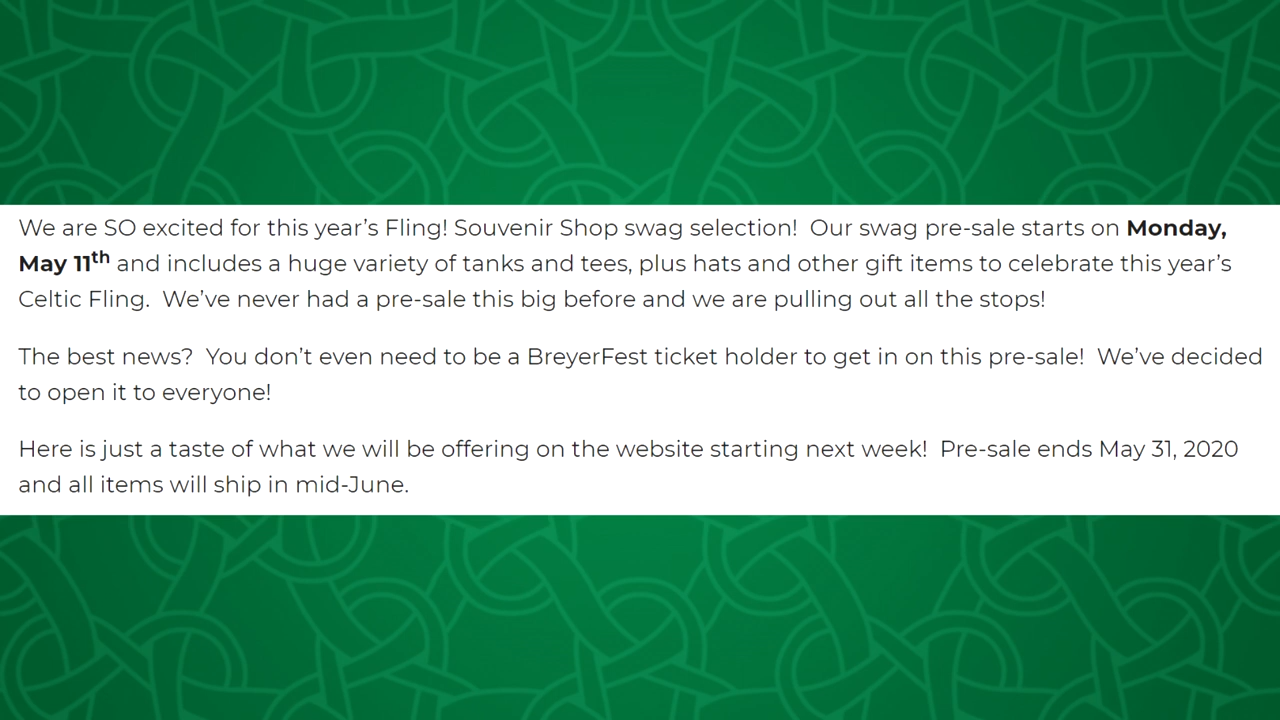 We are SO excited for this year’s Fling! Souvenir Shop swag selection!  Our swag pre-sale starts on Monday,
May 11th and includes a huge variety of tanks and tees, plus hats and other gift items to celebrate this year’s
Celtic Fling.  We’ve never had a pre-sale this big before and we are pulling out all the stops!
The best news?  You don’t even need to be a BreyerFest ticket holder to get in on this pre-sale!  We’ve decided
to open it to everyone!
Here is just a taste of what we will be offering on the website starting next week!  Pre-sale ends May 31, 2020
and all items will ship in mid-June.